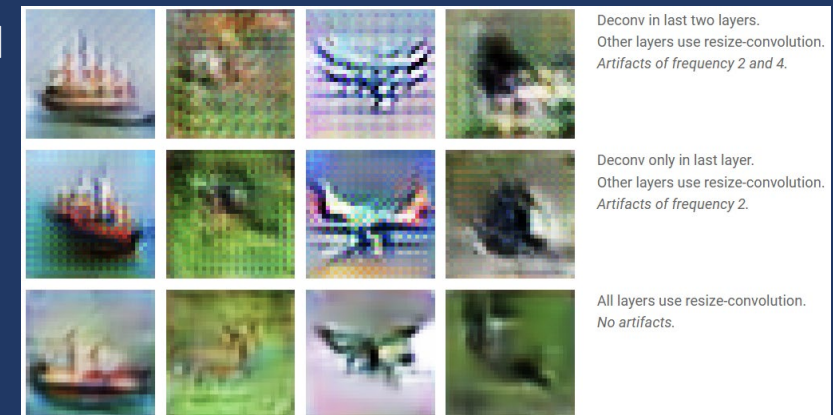 Deconv in last two layers.
Other layers use resize-convolution.
Artifacts of frequency 2 and 4.
Deconv only in last layer.
Other layers use resize-convolution.
Artifacts of frequency 2.
All layers use resize-convolution.
No artifacts.